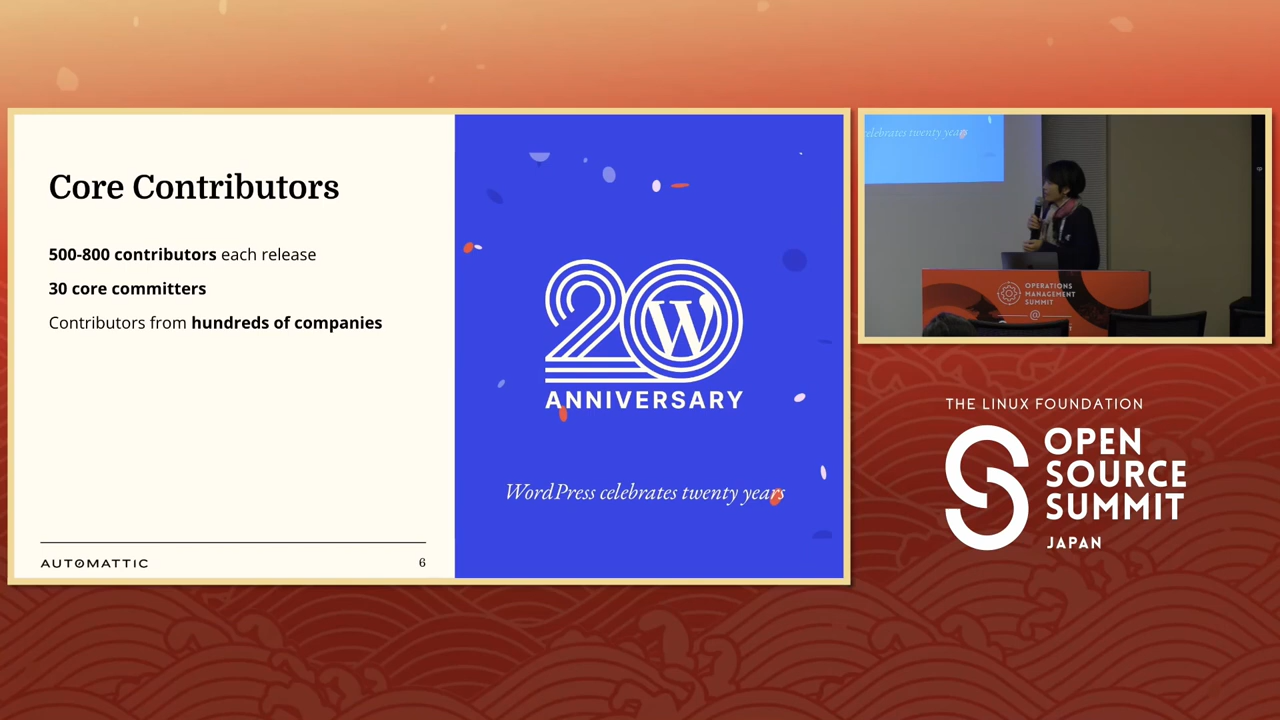 Core Contributors
500-800 contributors each release
30 core committers
Contributors from hundreds of companies
AUTOMATTIC
6
20
ANNIVERSARY
WordPress celebrates twenty years
celebrates twenty years
OPERATIONS
MANAGEMENT
SUMMIT
@
THE LINUX FOUNDATION
OPEN
SOURCE
SUMMIT
JAPAN